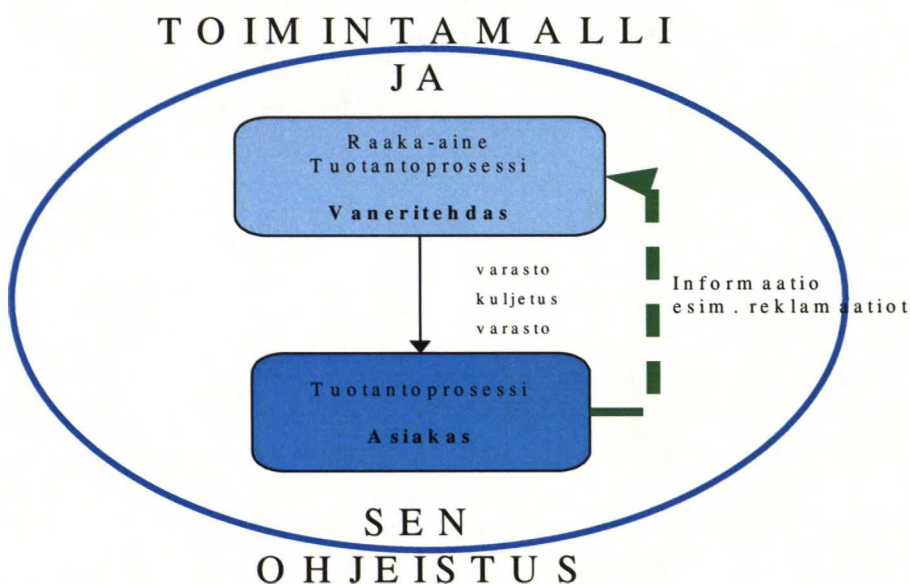 TOIMINTAMALLI
JA
Raaka-aine
Tuotantoprosessi
Vaneritehdas
varasto
kuljetus
varasto
Informaatio
esim. reklamaatiot
Tuotantoprosessi
Asiakas
SEN
OHJEISTUS